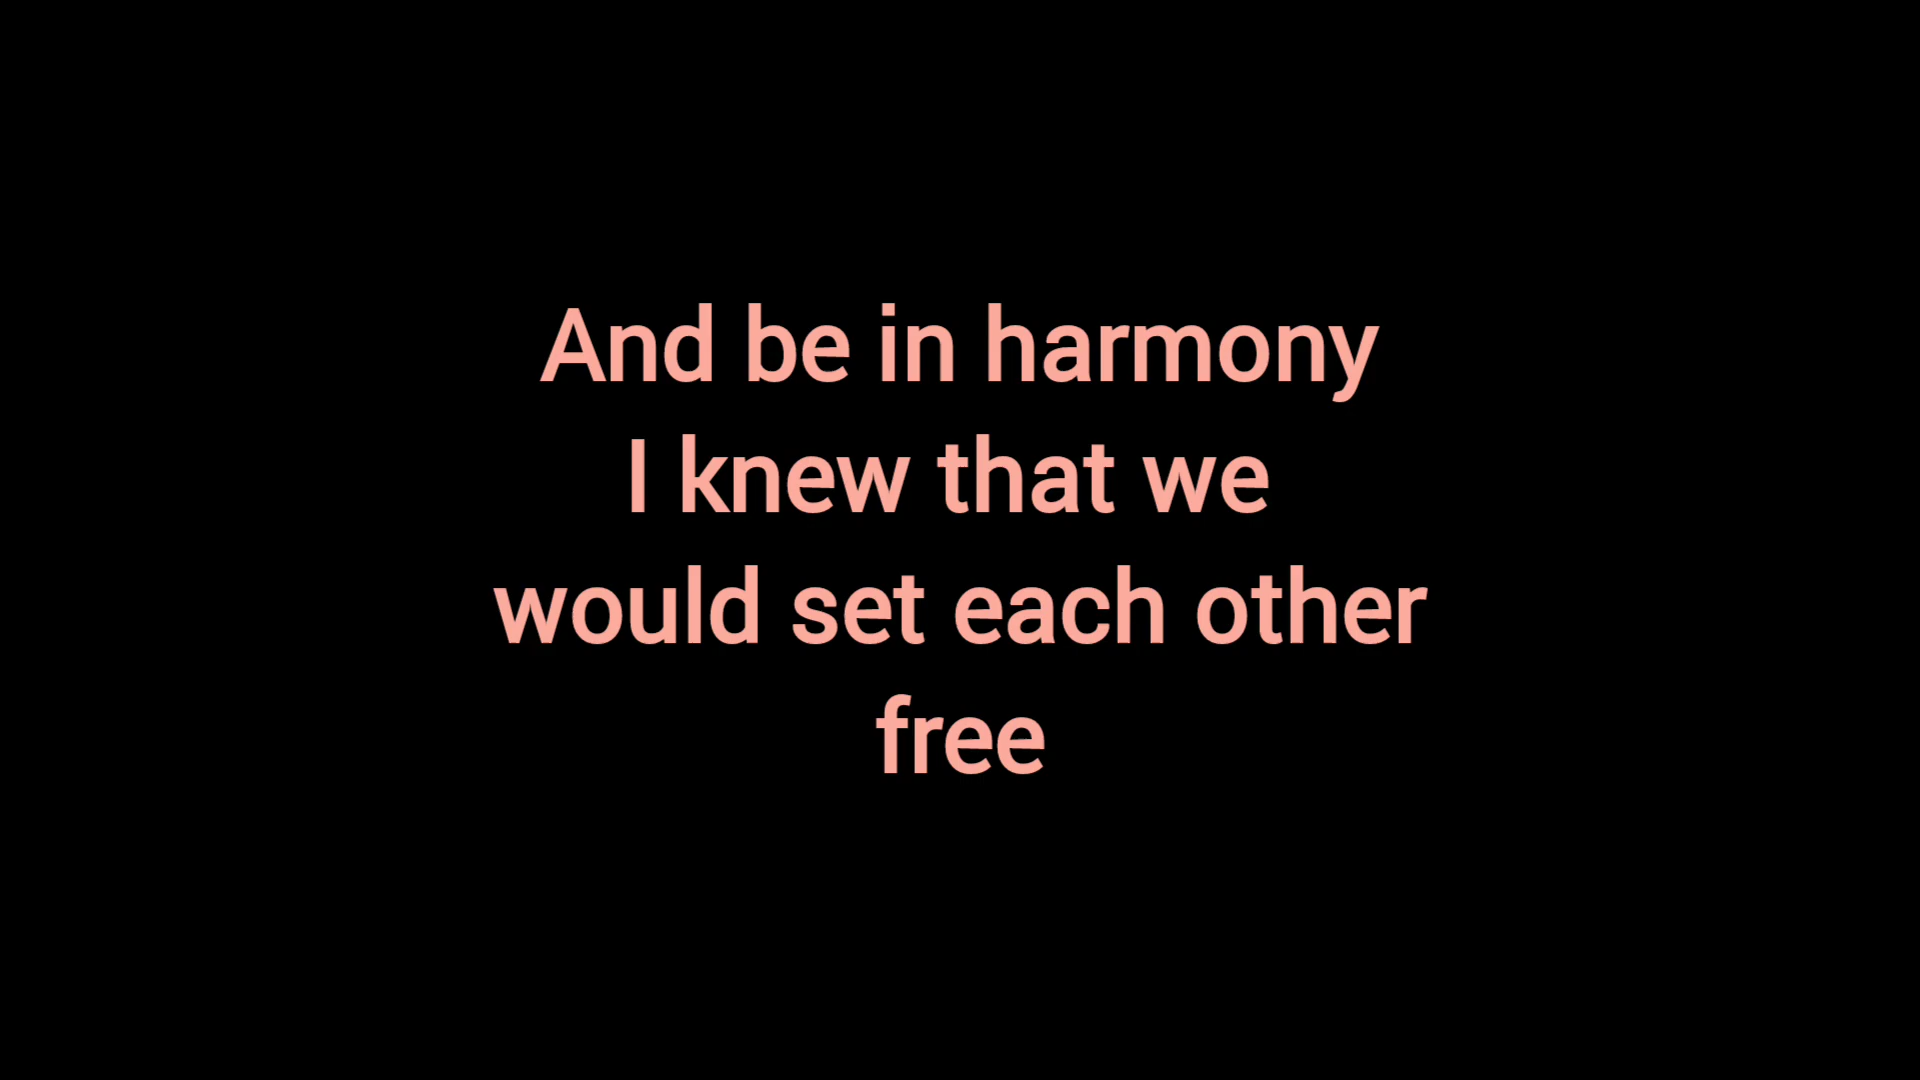 And be in harmony
I knew that we
would set each other
free